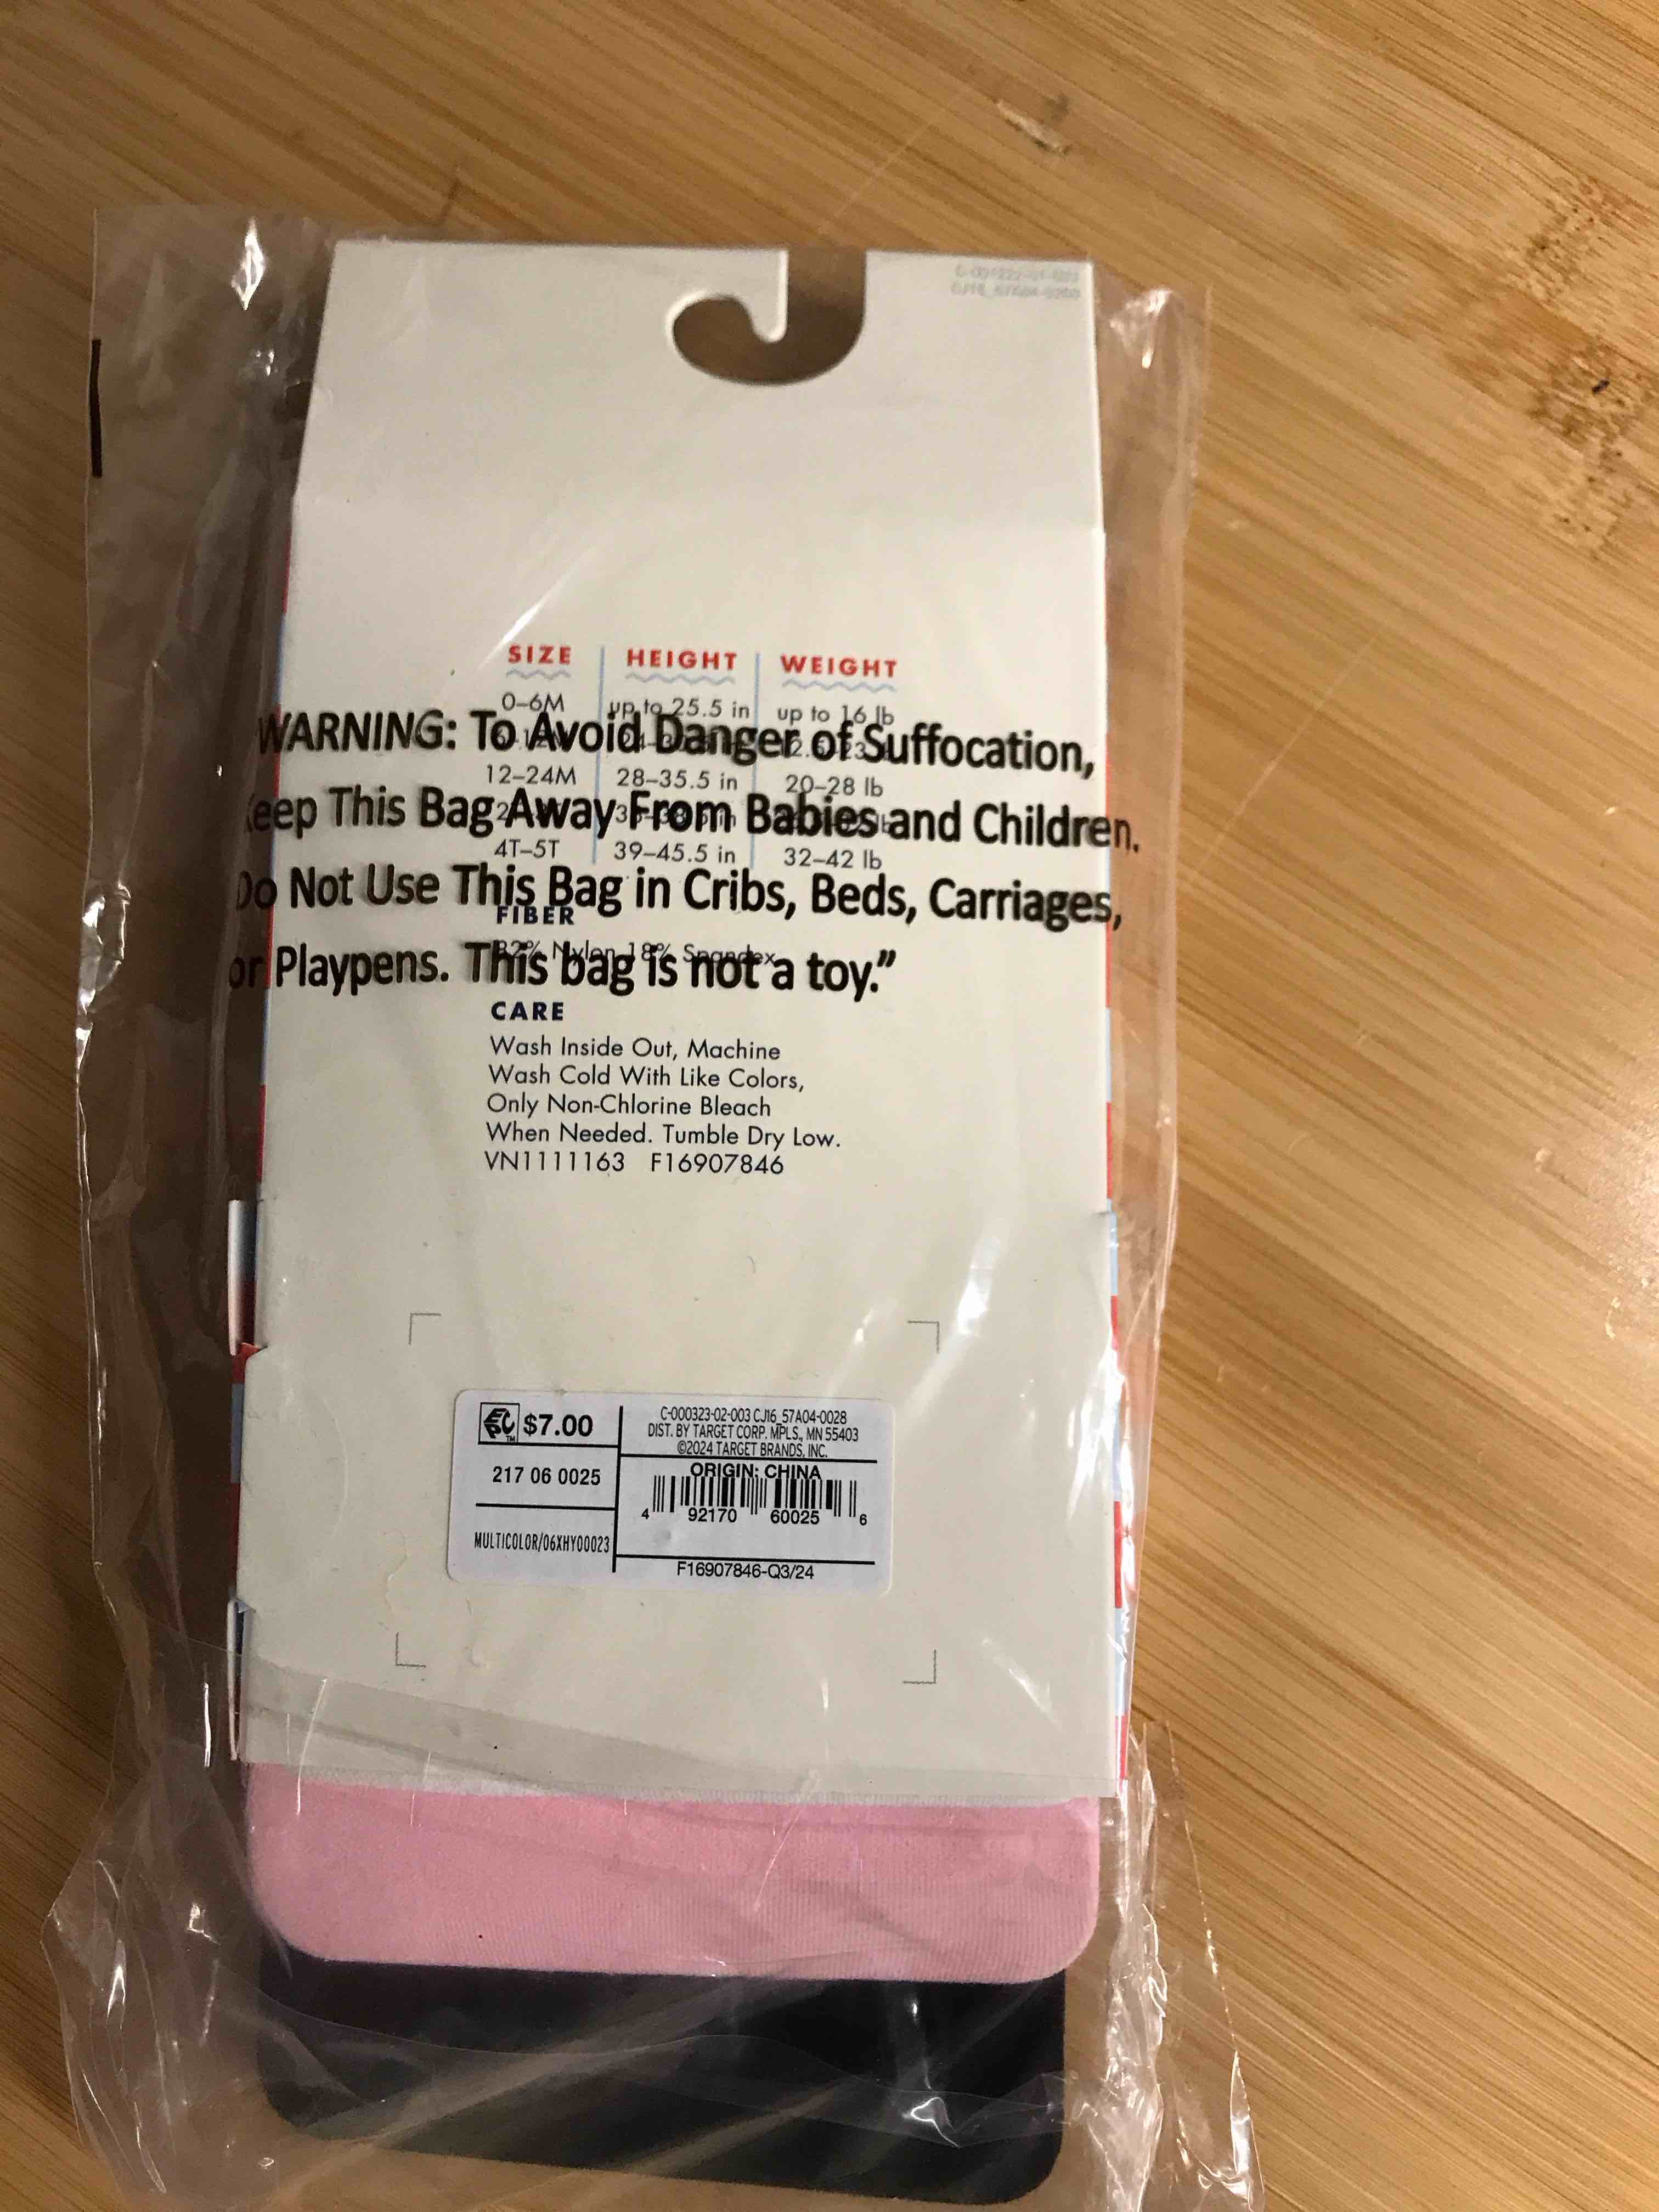 SIZE HEIGHT WEIGHT
0–6M up to 25.5 in up to 16 lb
WARNING: To Avoid Danger of Suffocation,
12–24M 28–35.5 in 20–28 lb
Keep This Bag Away From Babies and Children.
4T–5T 39–45.5 in 32–42 lb
Do Not Use This Bag in Cribs, Beds, Carriages,
FIBER
82% Nylon 18% Spandex
or Playpens. This bag is not a toy.”
CARE
Wash Inside Out, Machine
Wash Cold With Like Colors,
Only Non-Chlorine Bleach
When Needed. Tumble Dry Low.
VN1111163 F16907846
$7.00
217 06 0025
MULTICOLOR/06XHY00023
C-000323-02-003 CJ16_57A04-0028
DIST. BY TARGET CORP. MPLS., MN 55403
©2024 TARGET BRANDS, INC.
ORIGIN: CHINA
4 92170 60025 6
F16907846-Q3/24